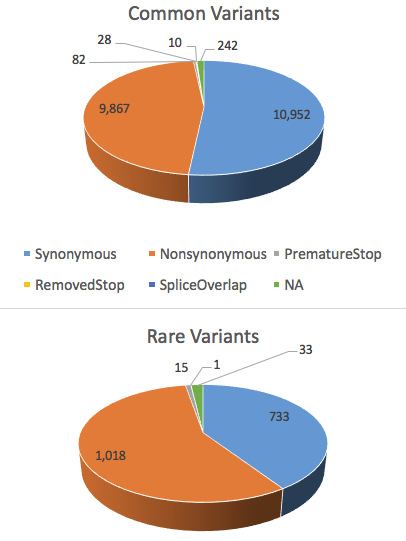 Common Variants
28
10
242
82
9,867
10,952
Synonymous
Nonsynonymous
PrematureStop
RemovedStop
SpliceOverlap
NA
Rare Variants
33
15
1
733
1,018